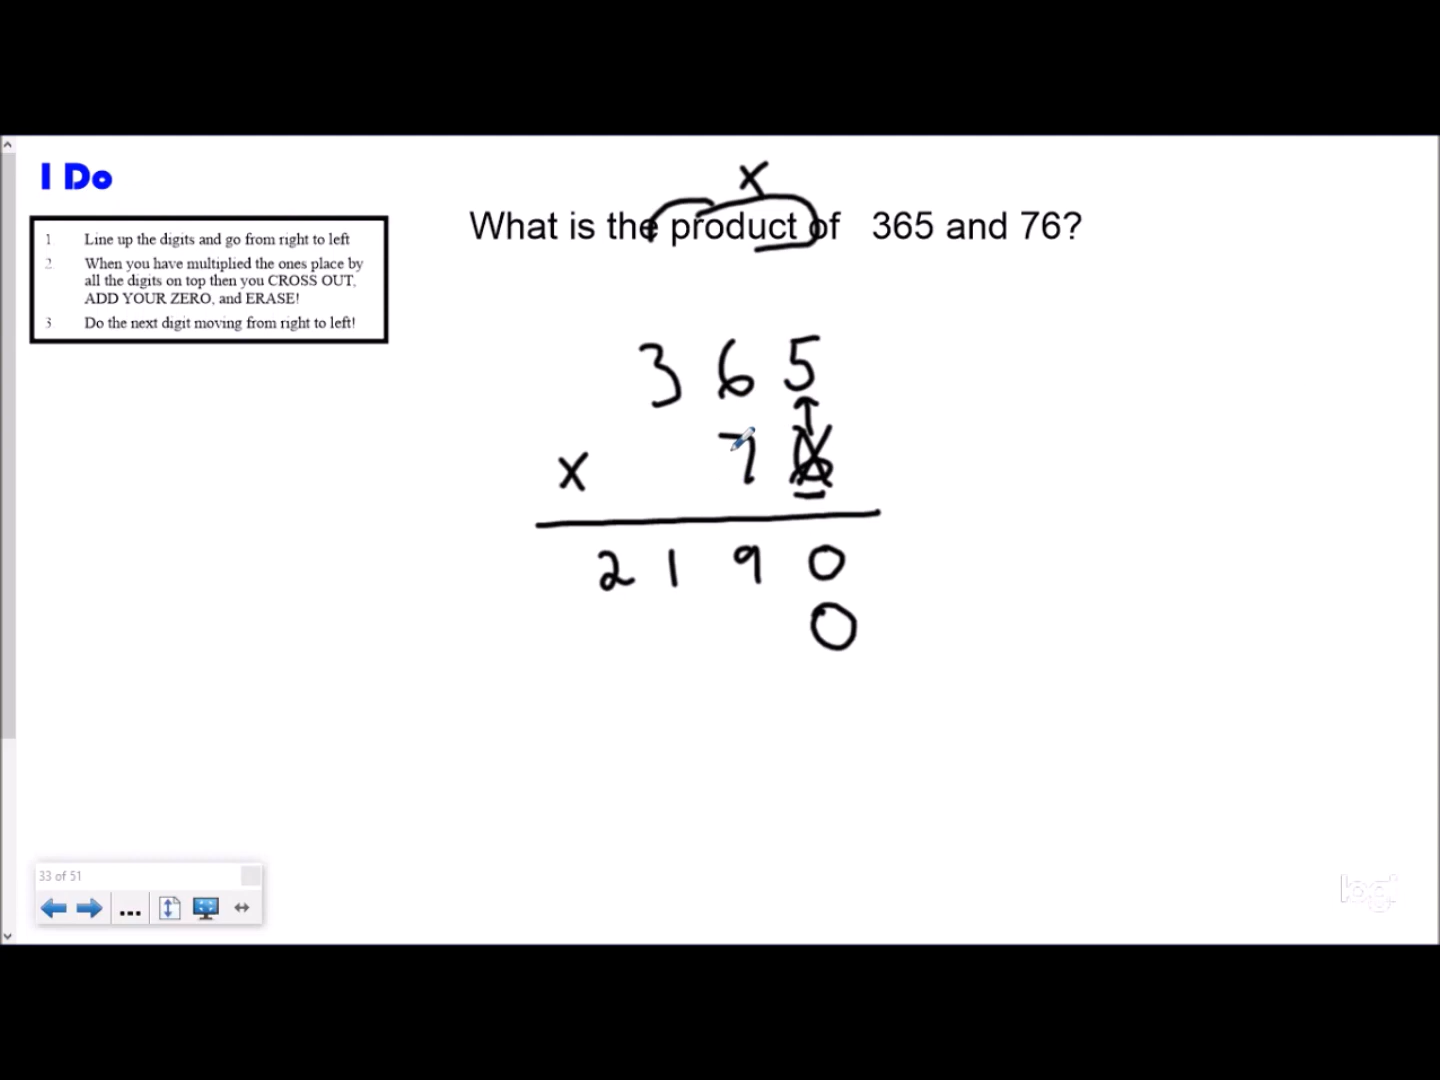 I Do
What is the product of 365 and 76?
x
1 Line up the digits and go from right to left
2 When you have multiplied the ones place by
all the digits on top then you CROSS OUT,
ADD YOUR ZERO, and ERASE!
3 Do the next digit moving from right to left!
3 6 5
x 7 6
2 1 9 0
0
33 of 51
logi